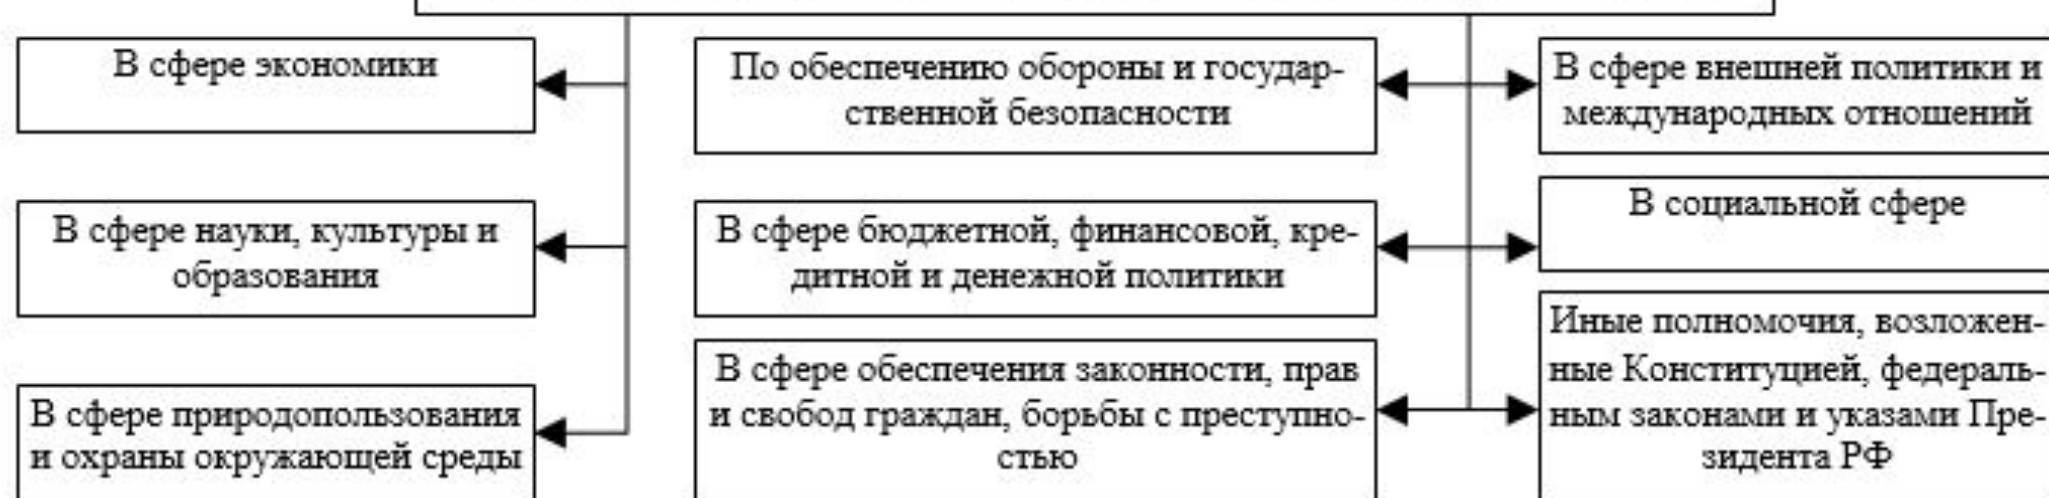 В сфере экономики
По обеспечению обороны и государ-
ственной безопасности
В сфере внешней политики и
международных отношений
В сфере науки, культуры и
образования
В сфере бюджетной, финансовой, кре-
дитной и денежной политики
В социальной сфере
В сфере природопользования
и охраны окружающей среды
В сфере обеспечения законности, прав
и свобод граждан, борьбы с преступно-
стью
Иные полномочия, возложен-
ные Конституцией, федераль-
ным законами и указами Пре-
зидента РФ